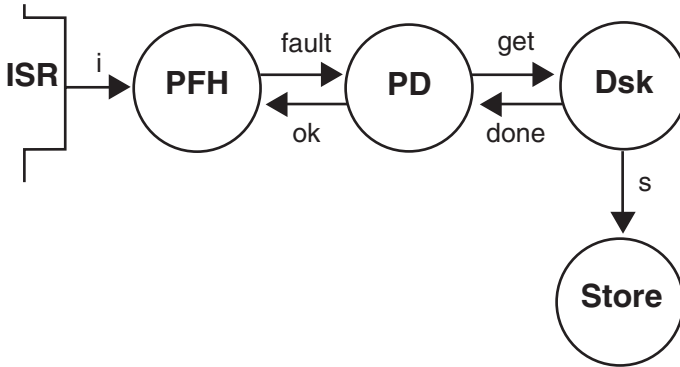 ISR
i
PFH
fault
ok
PD
get
done
Dsk
s
Store